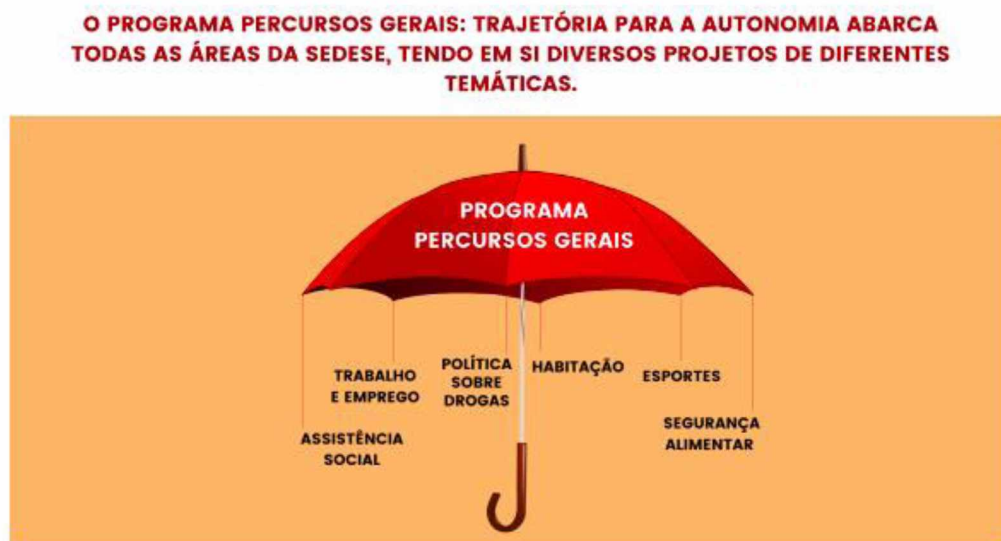 O PROGRAMA PERCURSOS GERAIS: TRAJETÓRIA PARA A AUTONOMIA ABARCA
TODAS AS ÁREAS DA SEDESE, TENDO EM SI DIVERSOS PROJETOS DE DIFERENTES
TEMÁTICAS.
PROGRAMA
PERCURSOS GERAIS
ASSISTÊNCIA
SOCIAL
TRABALHO
E EMPREGO
POLÍTICA
SOBRE
DROGAS
HABITAÇÃO
ESPORTES
SEGURANÇA
ALIMENTAR